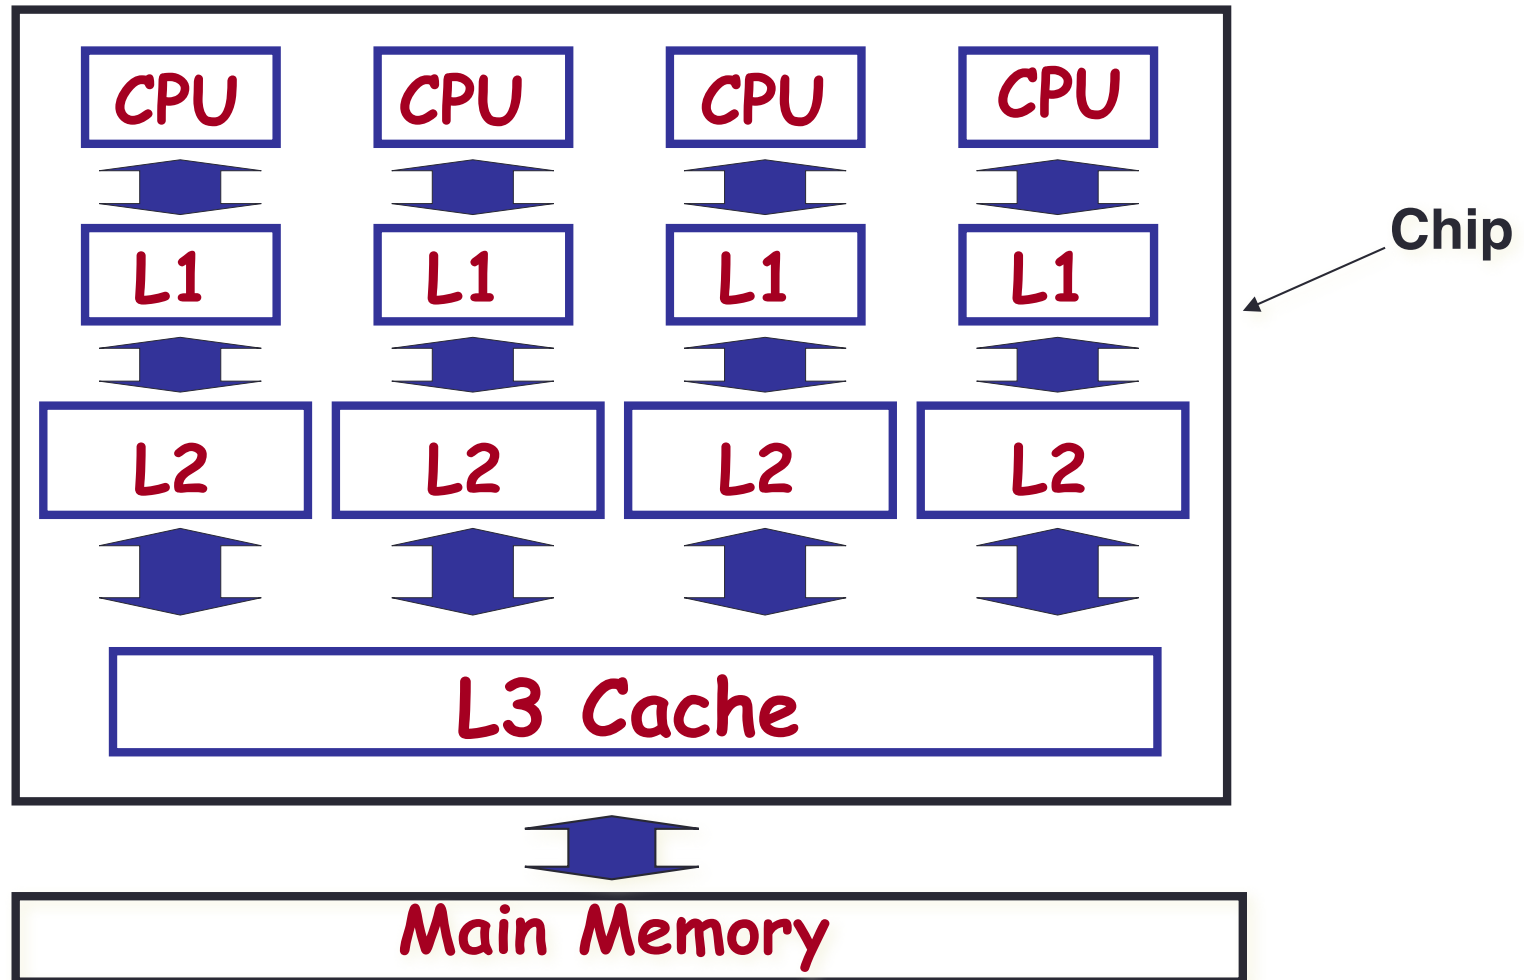 CPU CPU CPU CPU
Chip
L1 L1 L1 L1
L2 L2 L2 L2
L3 Cache
Main Memory